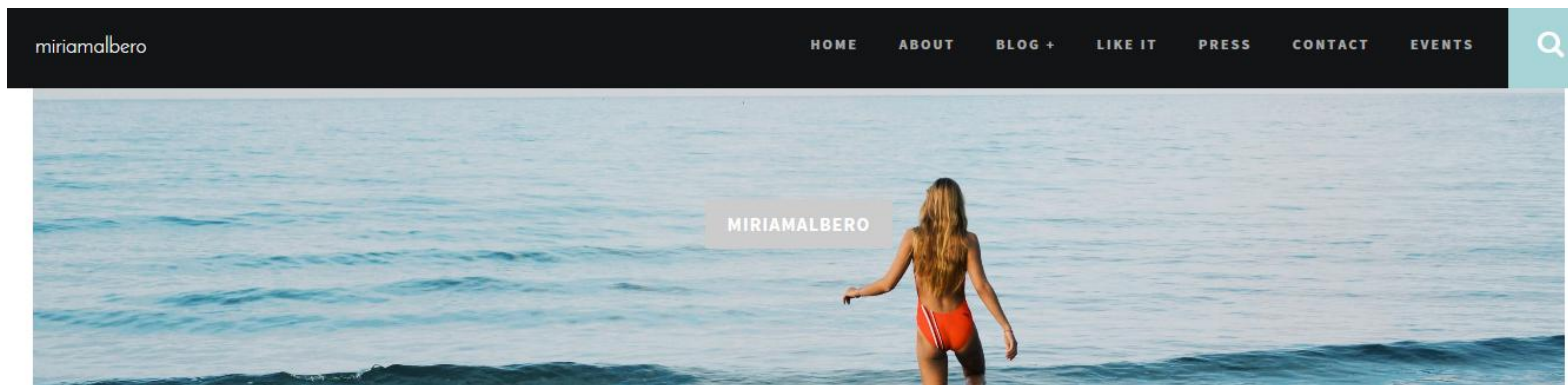 miriamalbero
HOME ABOUT BLOG + LIKE IT PRESS CONTACT EVENTS
MIRIAMALBERO